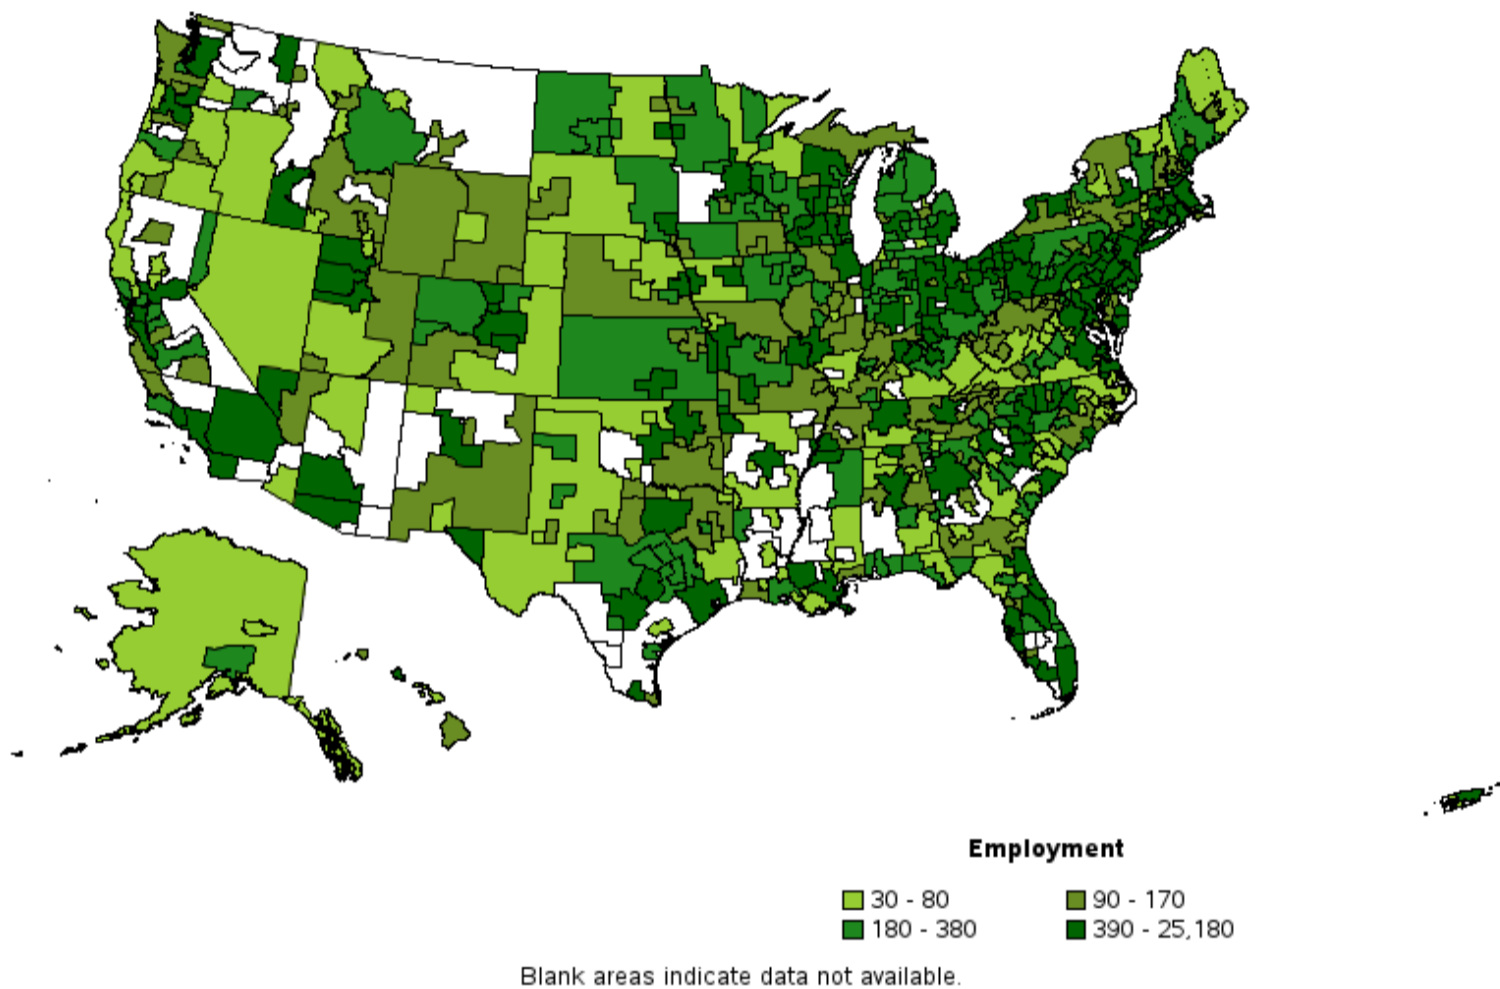 Employment
30 - 80
90 - 170
180 - 380
390 - 25,180
Blank areas indicate data not available.